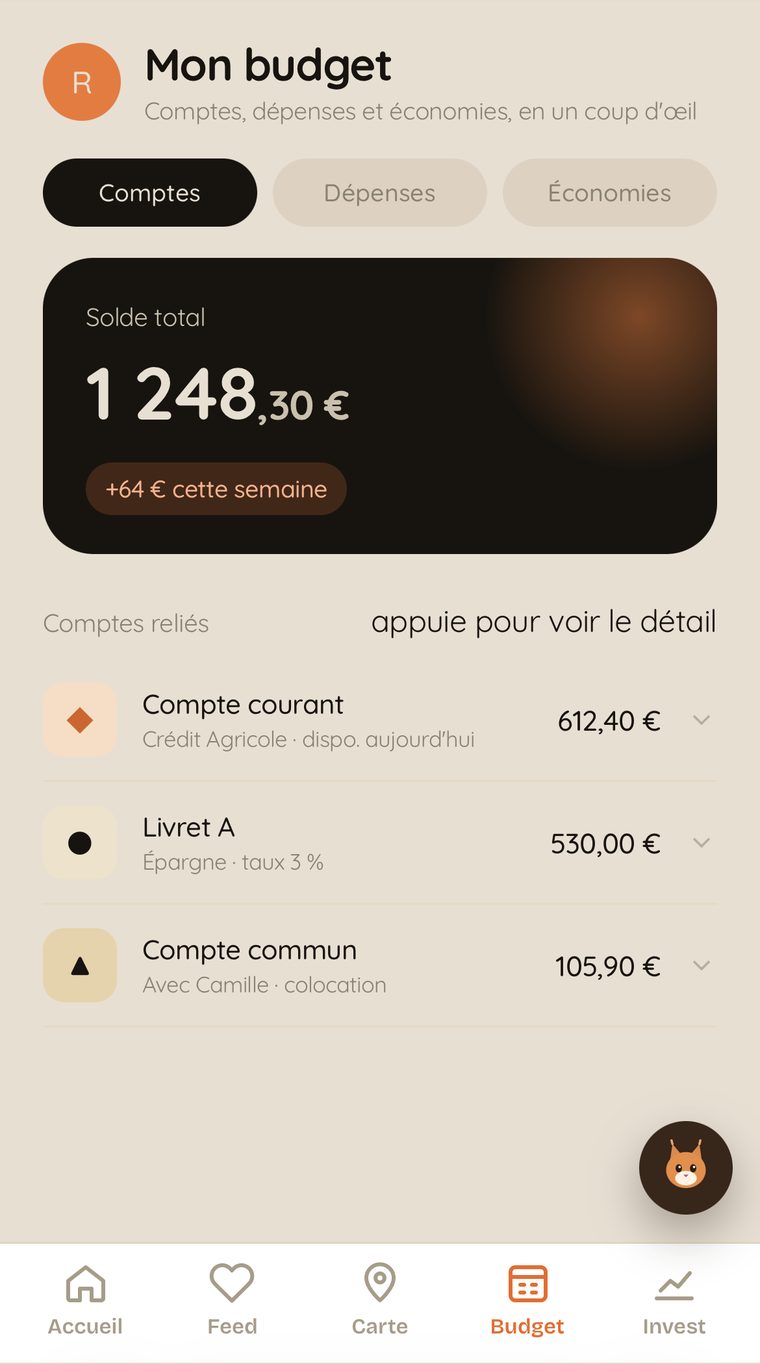 R
Mon budget
Comptes, dépenses et économies, en un coup d'œil
Comptes
Dépenses
Économies
Solde total
1 248,30 €
+64 € cette semaine
Comptes reliés
appuie pour voir le détail
Compte courant
612,40 €
Crédit Agricole · dispo. aujourd'hui
Livret A
530,00 €
Épargne · taux 3 %
Compte commun
105,90 €
Avec Camille · colocation
Accueil
Feed
Carte
Budget
Invest